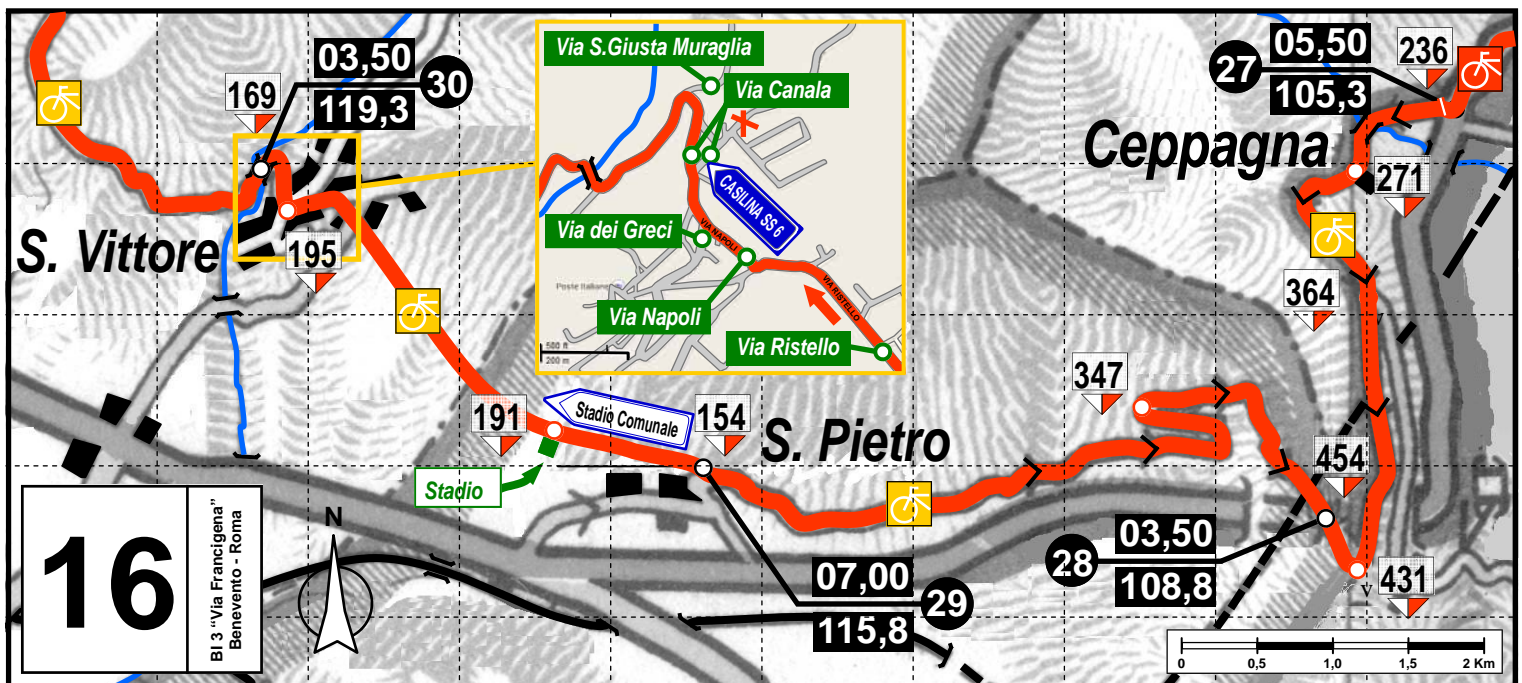 169
03,50
30
119,3
S. Vittore
195
Via S.Giusta Muraglia
Via Canala
CASILINA SS 6
VIA NAPOLI
Via dei Greci
VIA RISTELLO
Via Napoli
Via Ristello
500 ft
200 m
05,50
27
105,3
236
Ceppagna
271
364
347
454
03,50
28
108,8
431
V
191
Stadio Comunale
154
S. Pietro
Stadio
07,00
29
115,8
16
BI 3 “Via Francigena”
Benevento - Roma
N
0 0,5 1,0 1,5 2 Km